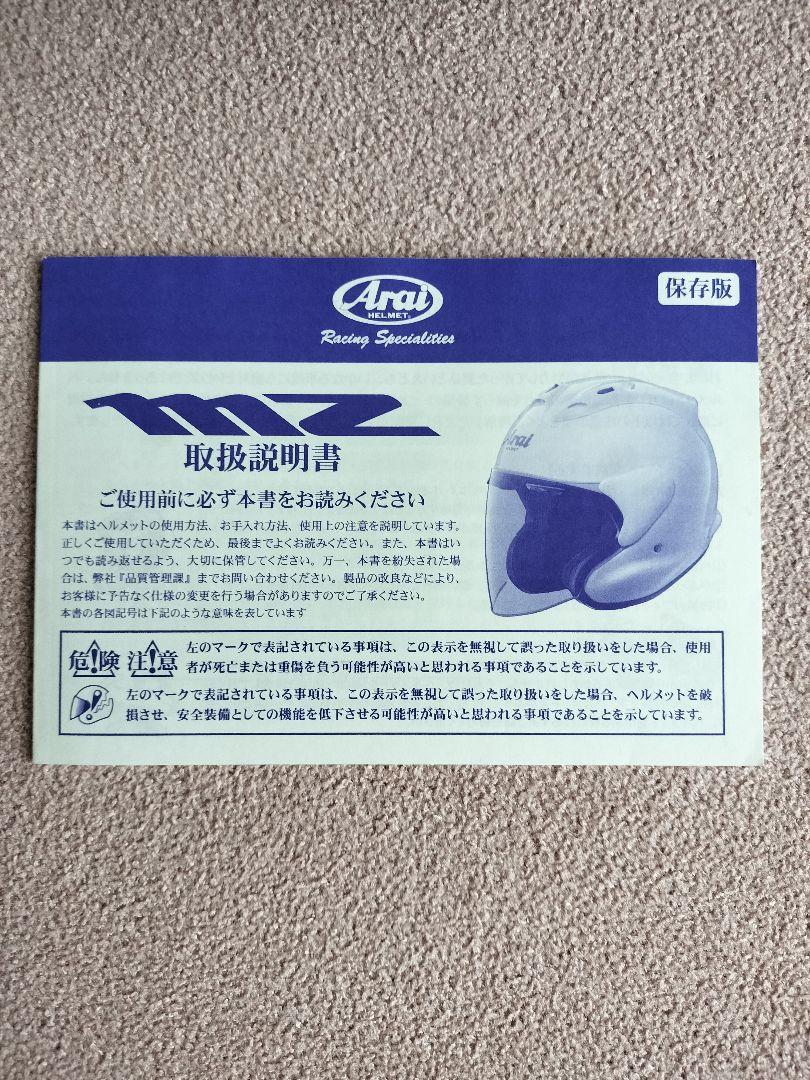 Arai
HELMET
Racing Specialities
保存版
mz
取扱説明書
Arai
HELMET
ご使用前に必ず本書をお読みください
本書はヘルメットの使用方法、お手入れ方法、使用上の注意を説明しています。
正しくご使用していただくため、最後までよくお読みください。また、本書はい
つでも読み返せるよう、大切に保管してください。万一、本書を紛失された場
合は、弊社『品質管理課』までお問い合わせください。製品の改良などにより、
お客様に予告なく仕様の変更を行う場合がありますのでご了承ください。
本書の各図記号は下記のような意味を表しています
危険 注意
左のマークで表記されている事項は、この表示を無視して誤った取り扱いをした場合、使用
者が死亡または重傷を負う可能性が高いと思われる事項であることを示しています。
左のマークで表記されている事項は、この表示を無視して誤った取り扱いをした場合、ヘルメットを破
損させ、安全装備としての機能を低下させる可能性が高いと思われる事項であることを示しています。